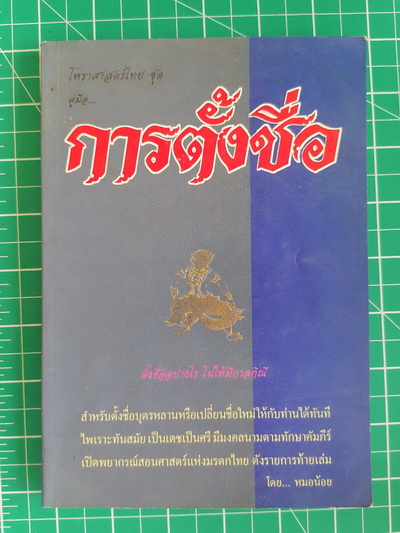 โหราศาสตร์ไทย ชุด
คู่มือ...
การตั้งชื่อ
ตั้งชื่ออย่างไร ไม่ให้มีกาลกิณี
สำหรับตั้งชื่อบุตรหลานหรือเปลี่ยนชื่อใหม่ให้กับท่านได้ทันที
ไพเราะทันสมัย เป็นเดชเป็นศรี มีมงคลนามตามทักษาคัมภีร์
เปิดพยากรณ์สอนศาสตร์แห่งมรดกไทย ดังรายการท้ายเล่ม
โดย... หมอน้อย